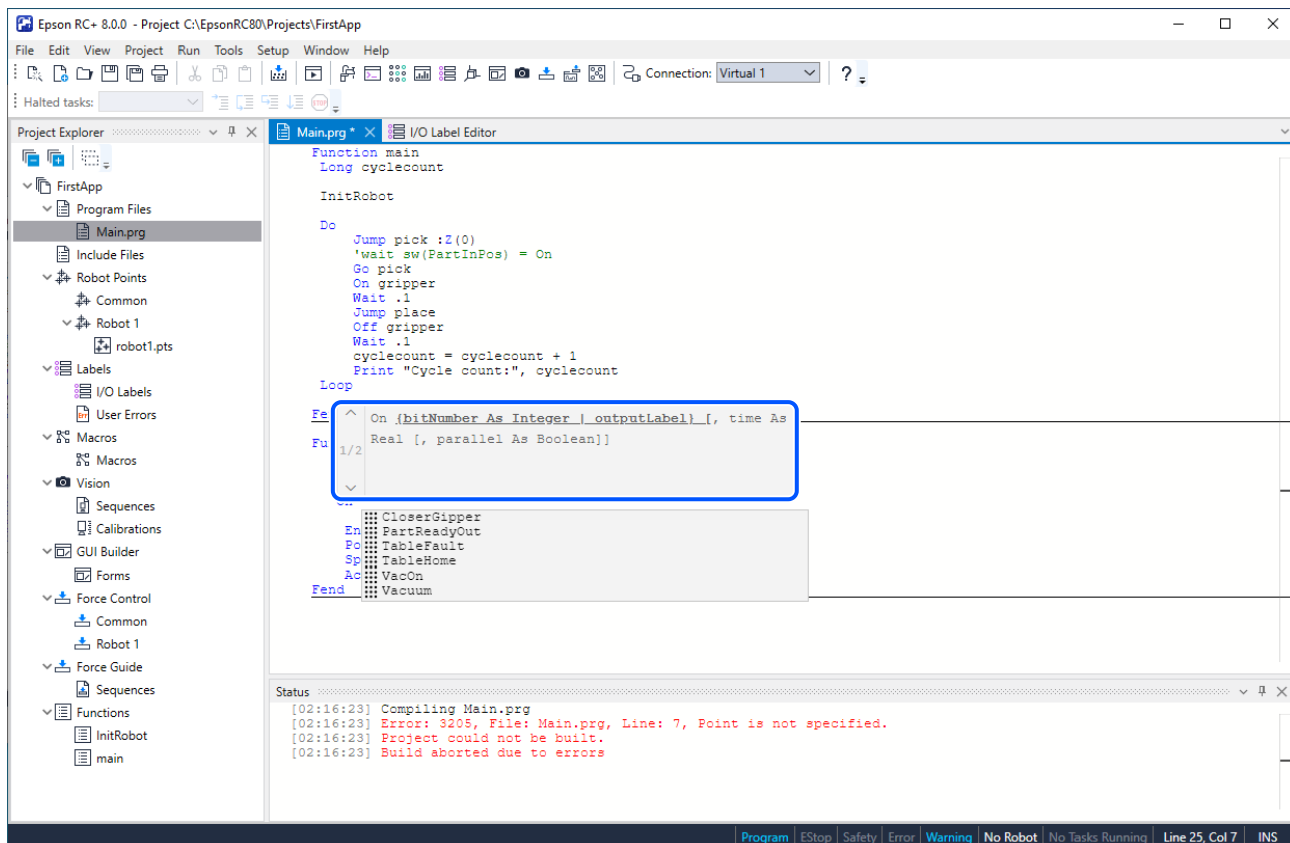 Epson RC+ 8.0.0 - Project C:\EpsonRC80\Projects\FirstApp
File Edit View Project Run Tools Setup Window Help
Connection: Virtual 1 ?
Halted tasks: STOP
Project Explorer
Main.prg *
I/O Label Editor
FirstApp
Program Files
Main.prg
Include Files
Robot Points
Common
Robot 1
robot1.pts
Labels
I/O Labels
User Errors
Macros
Macros
Vision
Sequences
Calibrations
GUI Builder
Forms
Force Control
Common
Robot 1
Force Guide
Sequences
Functions
InitRobot
main
Function main
Long cyclecount
InitRobot
Do
Jump pick :Z(0)
'wait sw(PartInPos) = On
Go pick
On gripper
Wait .1
Jump place
Off gripper
Wait .1
cyclecount = cyclecount + 1
Print "Cycle count:", cyclecount
Loop
Fe
Fu
1/2
On {bitNumber As Integer | outputLabel} [, time As
Real [, parallel As Boolean]]
On
CloserGipper
En PartReadyOut
Po TableFault
Sp TableHome
Ac VacOn
Fend Vacuum
Status
[02:16:23] Compiling Main.prg
[02:16:23] Error: 3205, File: Main.prg, Line: 7, Point is not specified.
[02:16:23] Project could not be built.
[02:16:23] Build aborted due to errors
Program EStop Safety Error Warning No Robot No Tasks Running Line 25, Col 7 INS